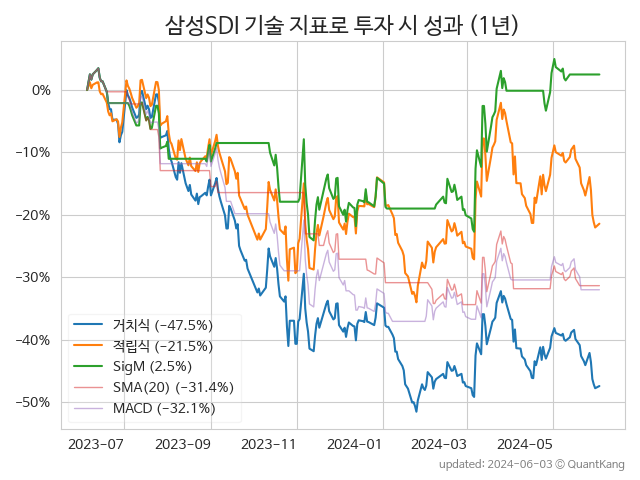 삼성SDI 기술 지표로 투자 시 성과 (1년)
0%
−10%
−20%
−30%
−40%
−50%
거치식 (−47.5%)
적립식 (−21.5%)
SigM (2.5%)
SMA(20) (−31.4%)
MACD (−32.1%)
2023−07 2023−09 2023−11 2024−01 2024−03 2024−05
updated: 2024−06−03 ⓒ QuantKang